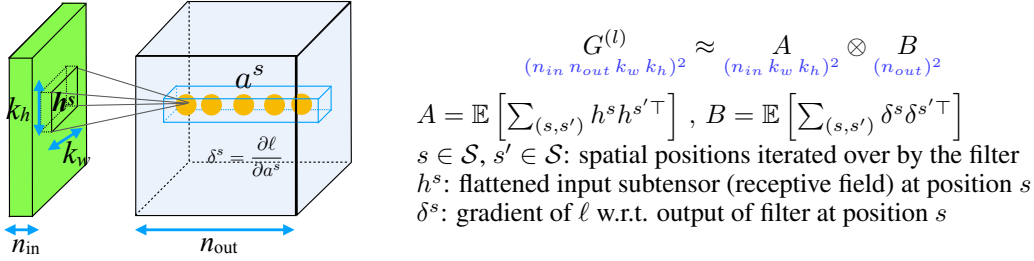 k_h
h^s
k_w
n_in
a^s
δ^s = ∂ℓ/∂a^s
n_out
G^(l) ≈ A ⊗ B
(n_in n_out k_w k_h)^2 (n_in k_w k_h)^2 (n_out)^2
A = 𝔼 [∑_(s,s′) h^s h^s′⊤] , B = 𝔼 [∑_(s,s′) δ^s δ^s′⊤]
s ∈ 𝒮, s′ ∈ 𝒮: spatial positions iterated over by the filter
h^s: flattened input subtensor (receptive field) at position s
δ^s: gradient of ℓ w.r.t. output of filter at position s